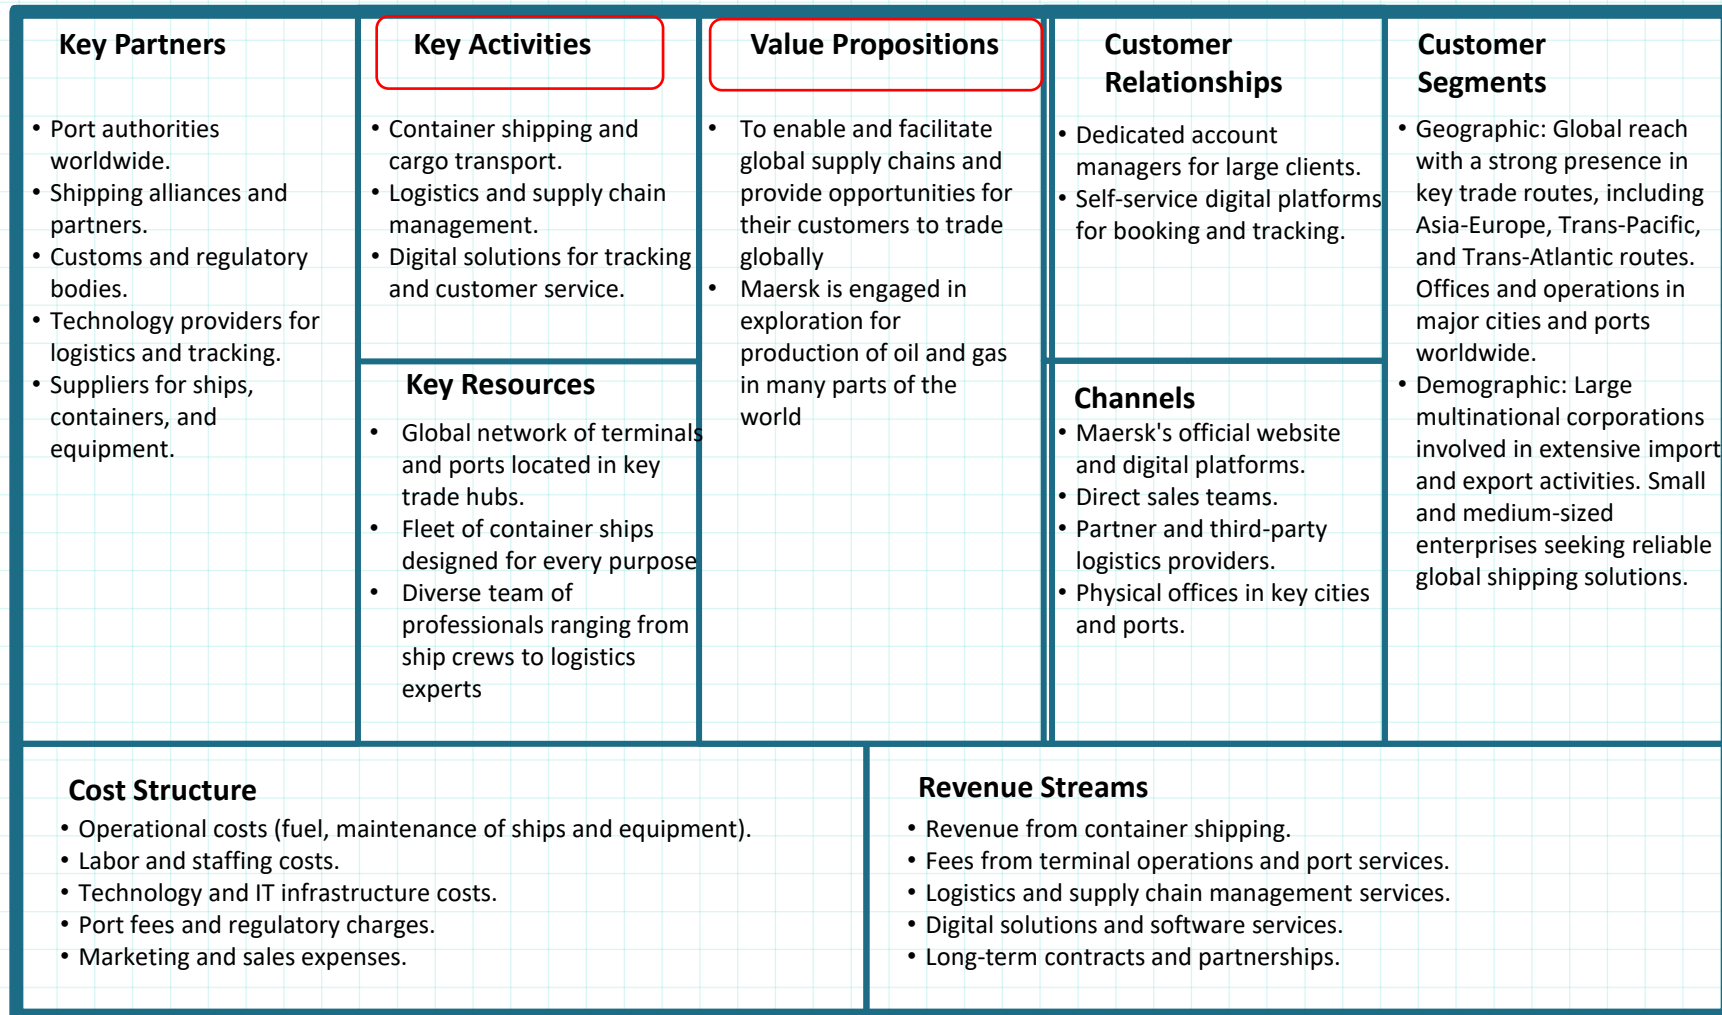 Key Partners
• Port authorities
worldwide.
• Shipping alliances and
partners.
• Customs and regulatory
bodies.
• Technology providers for
logistics and tracking.
• Suppliers for ships,
containers, and
equipment.
Key Activities
• Container shipping and
cargo transport.
• Logistics and supply chain
management.
• Digital solutions for tracking
and customer service.
Key Resources
• Global network of terminals
and ports located in key
trade hubs.
• Fleet of container ships
designed for every purpose
• Diverse team of
professionals ranging from
ship crews to logistics
experts
Value Propositions
• To enable and facilitate
global supply chains and
provide opportunities for
their customers to trade
globally
• Maersk is engaged in
exploration for
production of oil and gas
in many parts of the
world
Customer
Relationships
• Dedicated account
managers for large clients.
• Self-service digital platforms
for booking and tracking.
Channels
• Maersk's official website
and digital platforms.
• Direct sales teams.
• Partner and third-party
logistics providers.
• Physical offices in key cities
and ports.
Customer
Segments
• Geographic: Global reach
with a strong presence in
key trade routes, including
Asia-Europe, Trans-Pacific,
and Trans-Atlantic routes.
Offices and operations in
major cities and ports
worldwide.
• Demographic: Large
multinational corporations
involved in extensive import
and export activities. Small
and medium-sized
enterprises seeking reliable
global shipping solutions.
Cost Structure
• Operational costs (fuel, maintenance of ships and equipment).
• Labor and staffing costs.
• Technology and IT infrastructure costs.
• Port fees and regulatory charges.
• Marketing and sales expenses.
Revenue Streams
• Revenue from container shipping.
• Fees from terminal operations and port services.
• Logistics and supply chain management services.
• Digital solutions and software services.
• Long-term contracts and partnerships.